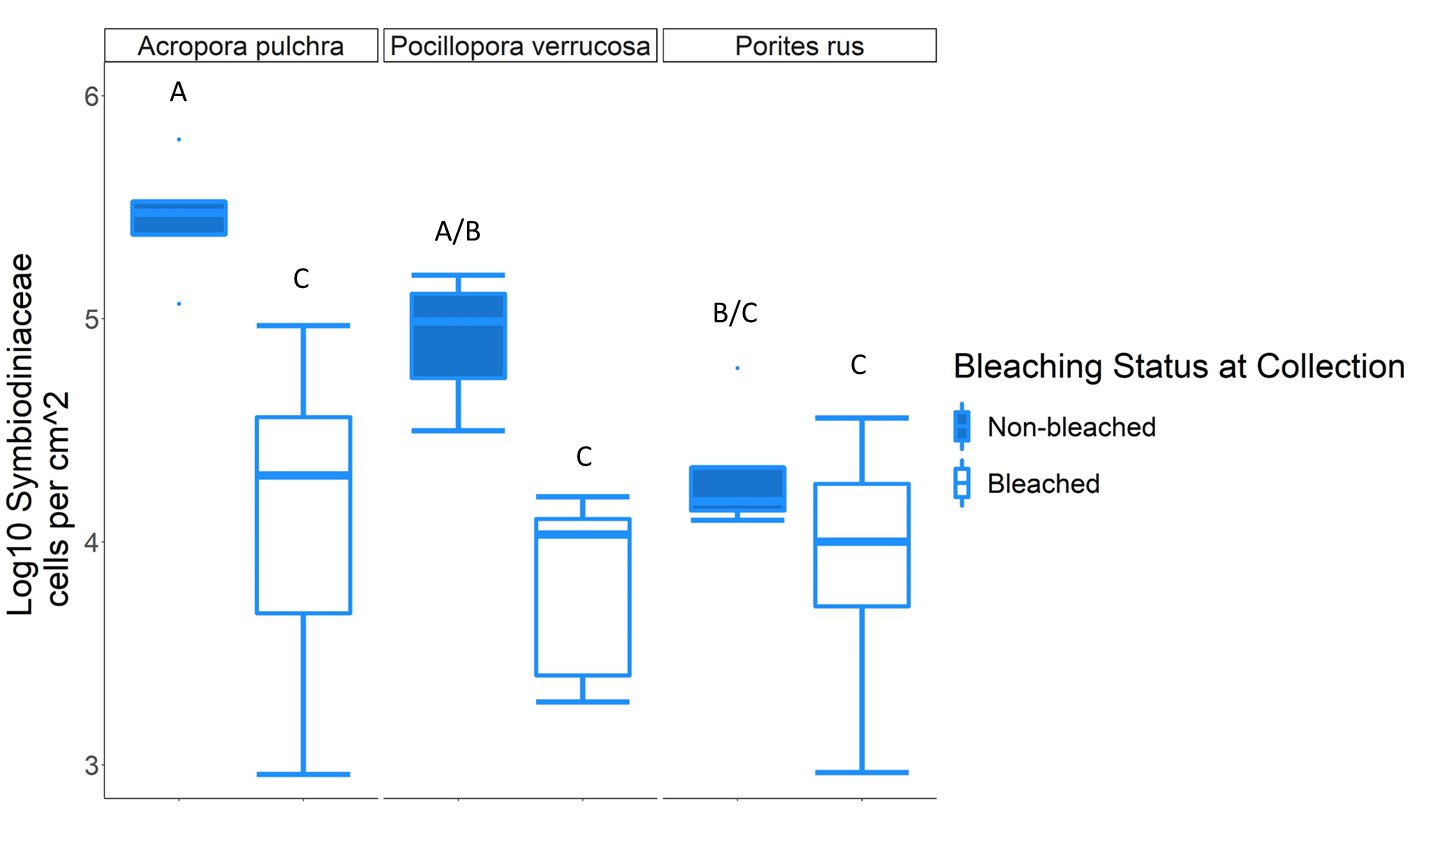 Acropora pulchra
Pocillopora verrucosa
Porites rus
6
5
4
3
Log10 Symbiodiniaceae
cells per cm^2
A
C
A/B
C
B/C
C
Bleaching Status at Collection
Non-bleached
Bleached